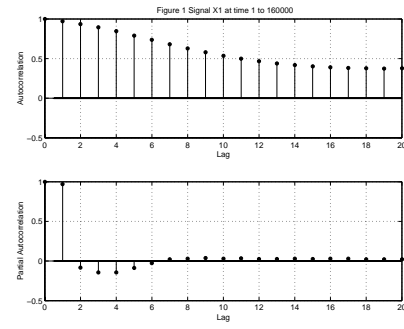 Figure 1 Signal X1 at time 1 to 160000
Autocorrelation
1
0.5
0
−0.5
0 2 4 6 8 10 12 14 16 18 20
Lag
Partial Autocorrelation
1
0.5
0
−0.5
0 2 4 6 8 10 12 14 16 18 20
Lag